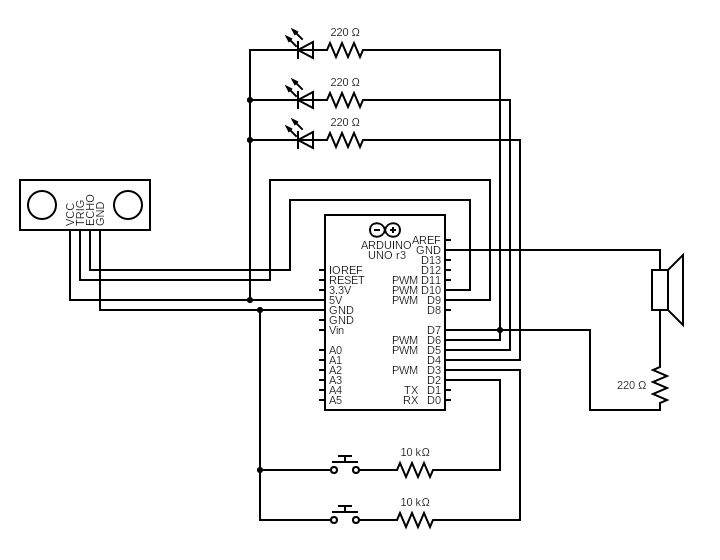 220 Ω
220 Ω
220 Ω
VCC
TRIG
ECHO
GND
ARDUINO
UNO r3
AREF
GND
D13
IOREF D12
RESET PWM D11
3.3V PWM D10
5V PWM D9
GND D8
GND
Vin D7
PWM D6
A0 PWM D5
A1 D4
A2 PWM D3
A3 D2
A4 TX D1
A5 RX D0
220 Ω
10 kΩ
10 kΩ